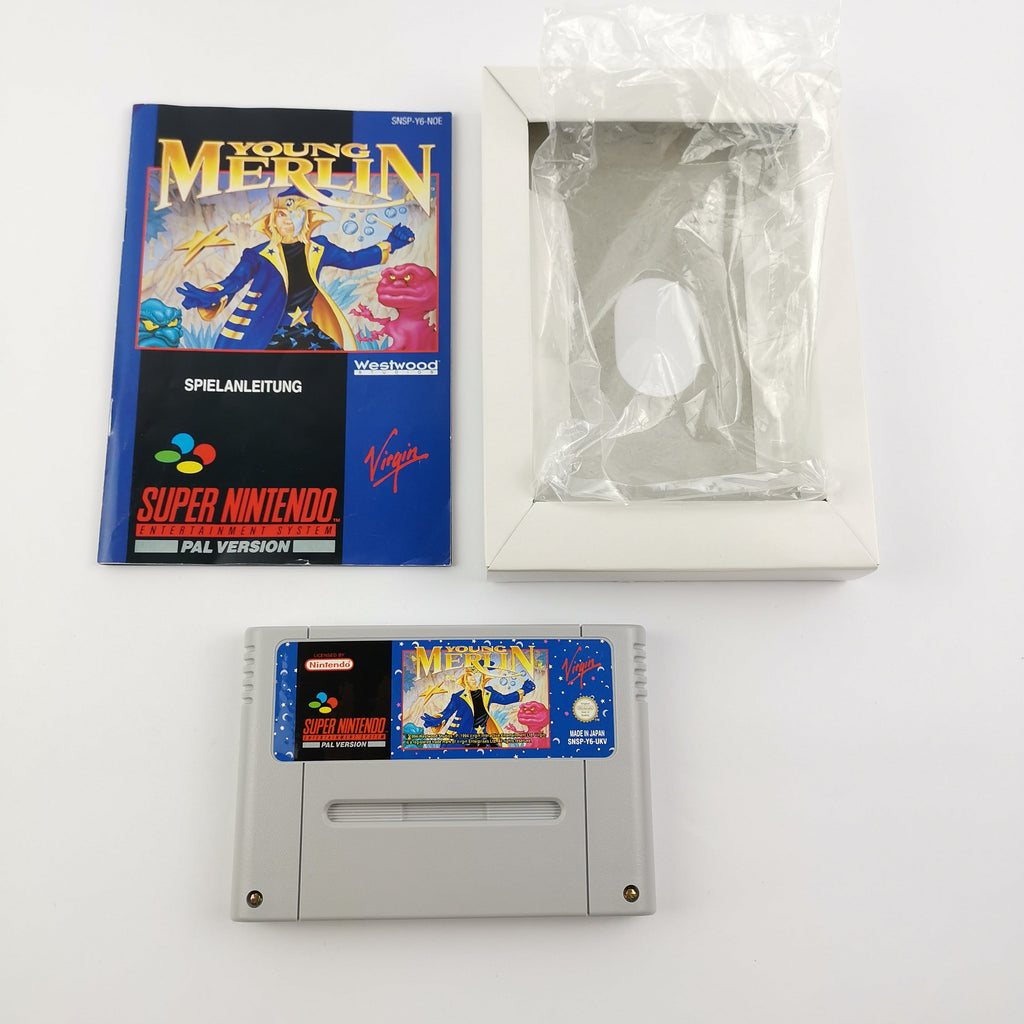 SNSP-Y6-NOE
YOUNG
MERLIN
Westwood
STUDIOS
SPIELANLEITUNG
Virgin
SUPER NINTENDO
ENTERTAINMENT SYSTEM
PAL VERSION
LICENSED BY
Nintendo
YOUNG
MERLIN
Virgin
SUPER NINTENDO
ENTERTAINMENT SYSTEM
PAL VERSION
MADE IN JAPAN
SNSP-Y6-UKV